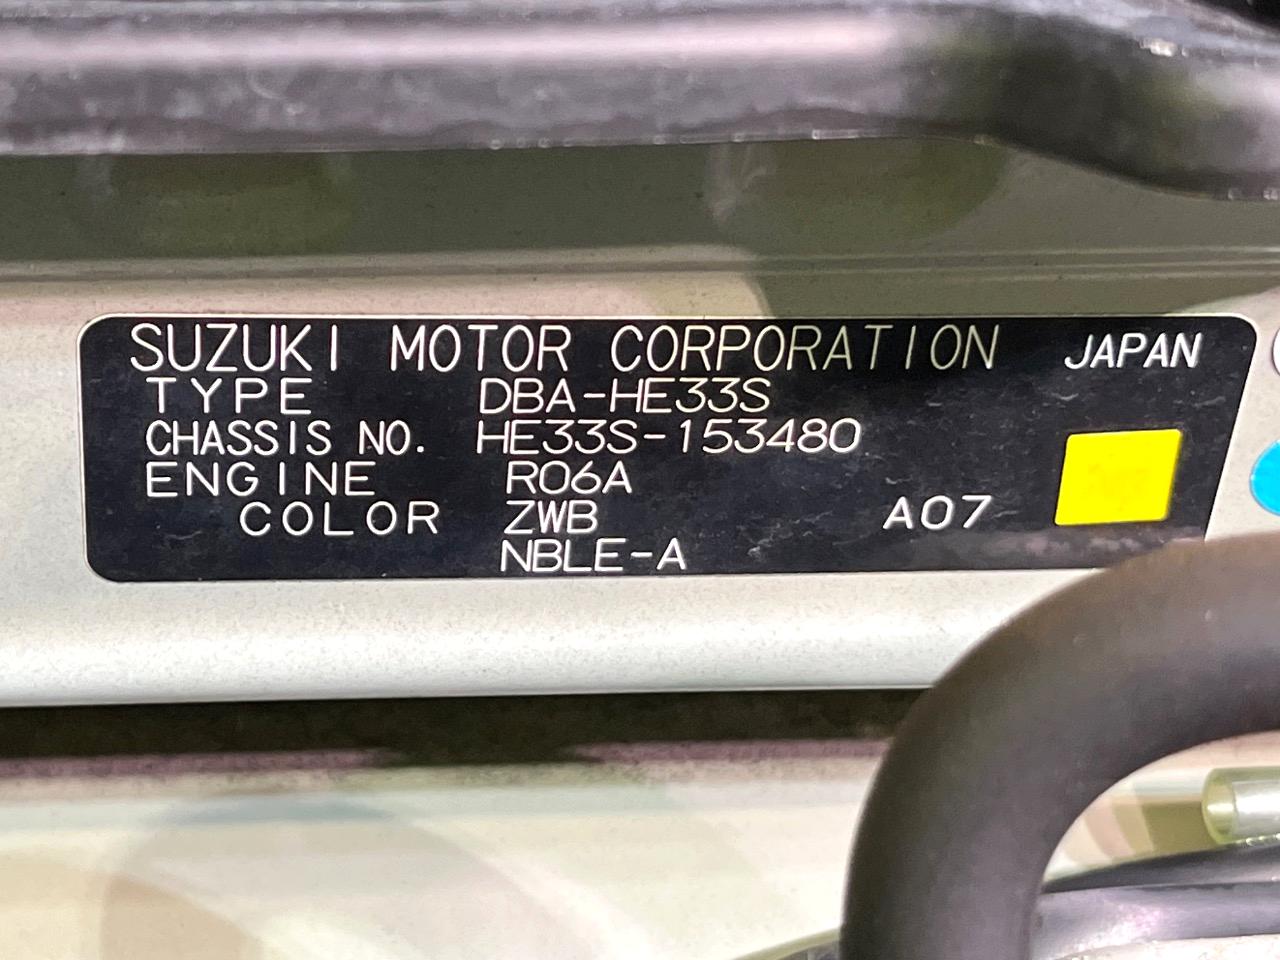 SUZUKI MOTOR CORPORATION JAPAN
TYPE DBA-HE33S
CHASSIS NO. HE33S-153480
ENGINE R06A
COLOR ZWB A07
NBLE-A